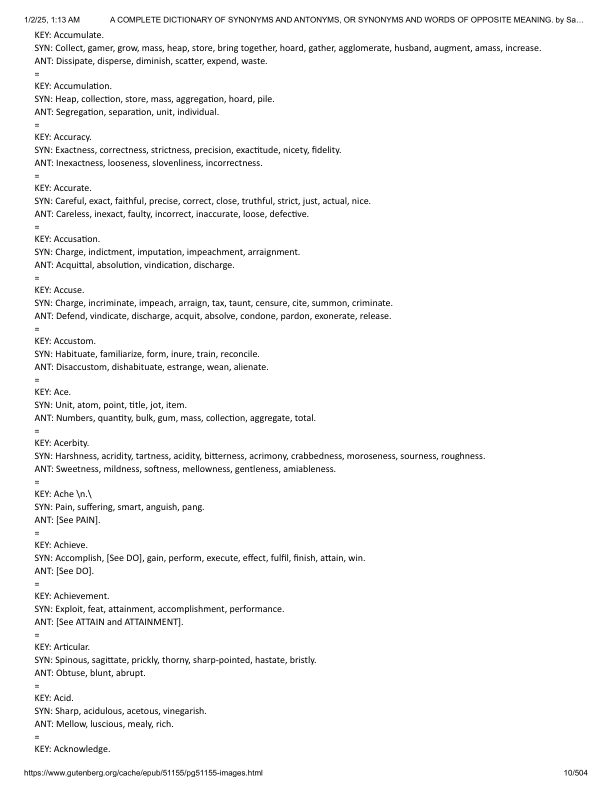 1/2/25, 1:13 AM A COMPLETE DICTIONARY OF SYNONYMS AND ANTONYMS, OR SYNONYMS AND WORDS OF OPPOSITE MEANING. by Sa…
KEY: Accumulate.
SYN: Collect, garner, grow, mass, heap, store, bring together, hoard, gather, agglomerate, husband, augment, amass, increase.
ANT: Dissipate, disperse, diminish, scatter, expend, waste.
=
KEY: Accumulation.
SYN: Heap, collection, store, mass, aggregation, hoard, pile.
ANT: Segregation, separation, unit, individual.
=
KEY: Accuracy.
SYN: Exactness, correctness, strictness, precision, exactitude, nicety, fidelity.
ANT: Inexactness, looseness, slovenliness, incorrectness.
=
KEY: Accurate.
SYN: Careful, exact, faithful, precise, correct, close, truthful, strict, just, actual, nice.
ANT: Careless, inexact, faulty, incorrect, inaccurate, loose, defective.
=
KEY: Accusation.
SYN: Charge, indictment, imputation, impeachment, arraignment.
ANT: Acquittal, absolution, vindication, discharge.
=
KEY: Accuse.
SYN: Charge, incriminate, impeach, arraign, tax, taunt, censure, cite, summon, criminate.
ANT: Defend, vindicate, discharge, acquit, absolve, condone, pardon, exonerate, release.
=
KEY: Accustom.
SYN: Habituate, familiarize, form, inure, train, reconcile.
ANT: Disaccustom, dishabituate, estrange, wean, alienate.
=
KEY: Ace.
SYN: Unit, atom, point, title, jot, item.
ANT: Numbers, quantity, bulk, gum, mass, collection, aggregate, total.
=
KEY: Acerbity.
SYN: Harshness, acridity, tartness, acidity, bitterness, acrimony, crabbedness, moroseness, sourness, roughness.
ANT: Sweetness, mildness, softness, mellowness, gentleness, amiableness.
=
KEY: Ache \n.\
SYN: Pain, suffering, smart, anguish, pang.
ANT: [See PAIN].
=
KEY: Achieve.
SYN: Accomplish, [See DO], gain, perform, execute, effect, fulfil, finish, attain, win.
ANT: [See DO].
=
KEY: Achievement.
SYN: Exploit, feat, attainment, accomplishment, performance.
ANT: [See ATTAIN and ATTAINMENT].
=
KEY: Articular.
SYN: Spinous, sagittate, prickly, thorny, sharp-pointed, hastate, bristly.
ANT: Obtuse, blunt, abrupt.
=
KEY: Acid.
SYN: Sharp, acidulous, acetous, vinegarish.
ANT: Mellow, luscious, mealy, rich.
=
KEY: Acknowledge.
https://www.gutenberg.org/cache/epub/51155/pg51155-images.html 10/504